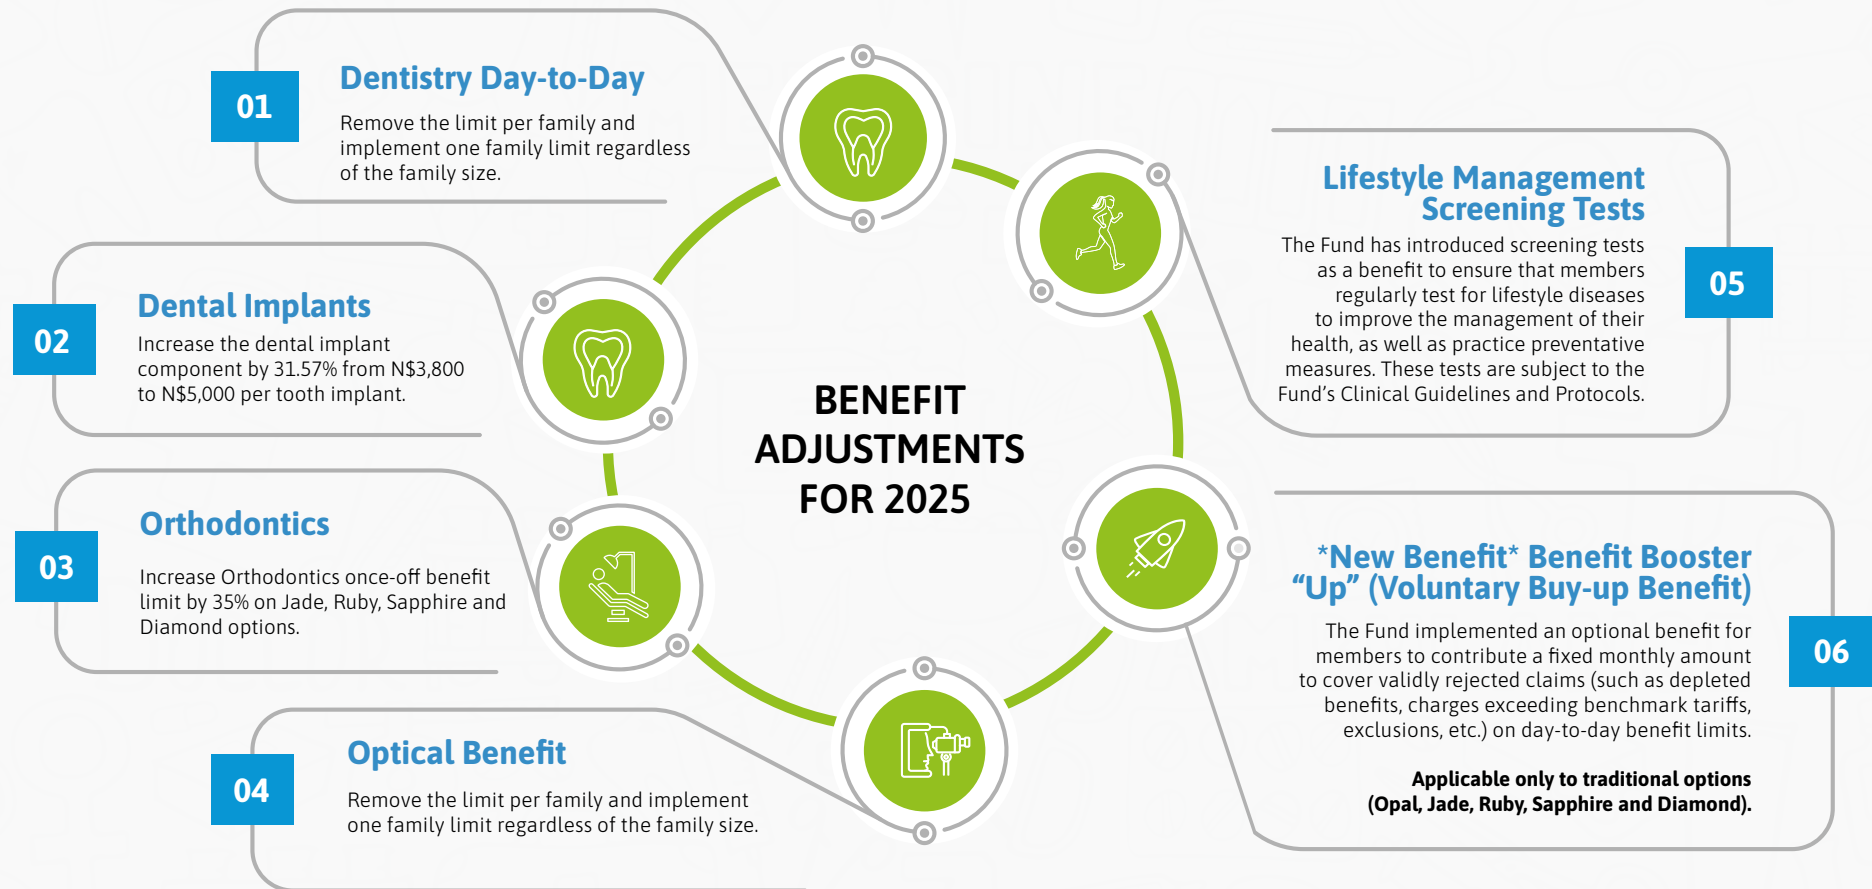 01
Dentistry Day-to-Day
Remove the limit per family and
implement one family limit regardless
of the family size.
02
Dental Implants
Increase the dental implant
component by 31.57% from N$3,800
to N$5,000 per tooth implant.
03
Orthodontics
Increase Orthodontics once-off benefit
limit by 35% on Jade, Ruby, Sapphire and
Diamond options.
04
Optical Benefit
Remove the limit per family and implement
one family limit regardless of the family size.
BENEFIT
ADJUSTMENTS
FOR 2025
Lifestyle Management
Screening Tests
The Fund has introduced screening tests
as a benefit to ensure that members
regularly test for lifestyle diseases
to improve the management of their
health, as well as practice preventative
measures. These tests are subject to the
Fund’s Clinical Guidelines and Protocols.
05
*New Benefit* Benefit Booster
“Up” (Voluntary Buy-up Benefit)
The Fund implemented an optional benefit for
members to contribute a fixed monthly amount
to cover validly rejected claims (such as depleted
benefits, charges exceeding benchmark tariffs,
exclusions, etc.) on day-to-day benefit limits.
Applicable only to traditional options
(Opal, Jade, Ruby, Sapphire and Diamond).
06